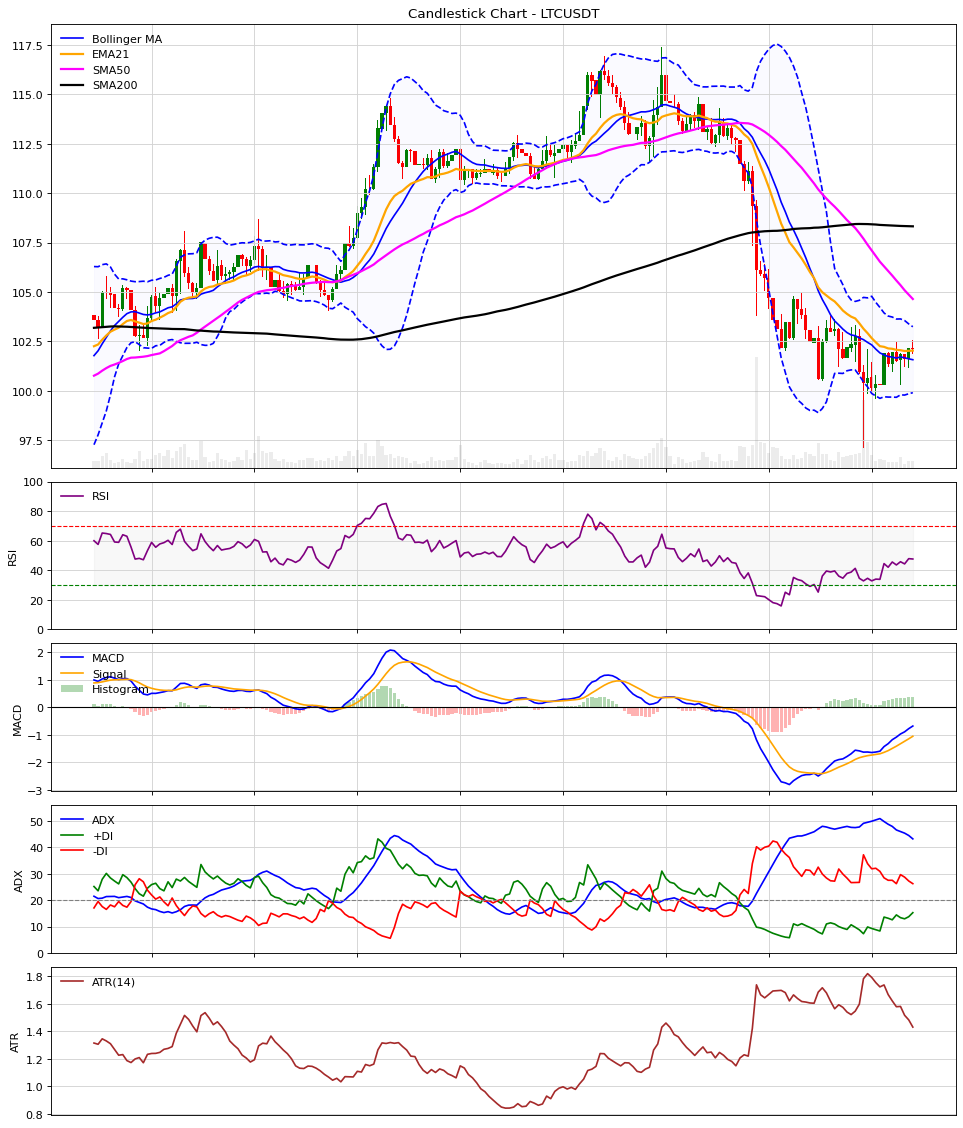 Candlestick Chart - LTCUSDT
Bollinger MA
EMA21
SMA50
SMA200
117.5
115.0
112.5
110.0
107.5
105.0
102.5
100.0
97.5
RSI
RSI
100
80
60
40
20
0
MACD
Signal
Histogram
MACD
2
1
0
−1
−2
−3
ADX
+DI
-DI
ADX
50
40
30
20
10
0
ATR(14)
ATR
1.8
1.6
1.4
1.2
1.0
0.8